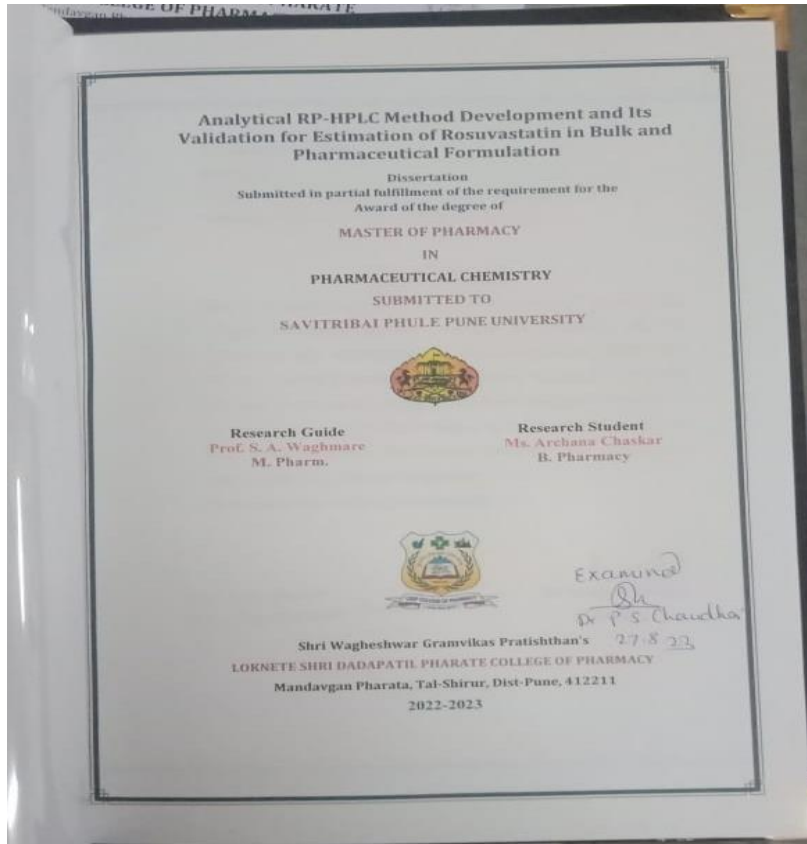 GE OF PHARMA
Analytical RP-HPLC Method Development and Its
Validation for Estimation of Rosuvastatin in Bulk and
Pharmaceutical Formulation
Dissertation
Submitted in partial fulfillment of the requirement for the
Award of the degree of
MASTER OF PHARMACY
IN
PHARMACEUTICAL CHEMISTRY
SUBMITTED TO
SAVITRIBAI PHULE PUNE UNIVERSITY
Research Guide
Prof. S. A. Waghmare
M. Pharm.
Research Student
Ms. Archana Chaskar
B. Pharmacy
Examined
Dr P S Chaudhar
27.8.23
Shri Wagheshwar Gramvikas Pratishthan's
LOKNETE SHRI DADAPATIL PHARATE COLLEGE OF PHARMACY
Mandavgan Pharata, Tal-Shirur, Dist-Pune, 412211
2022-2023